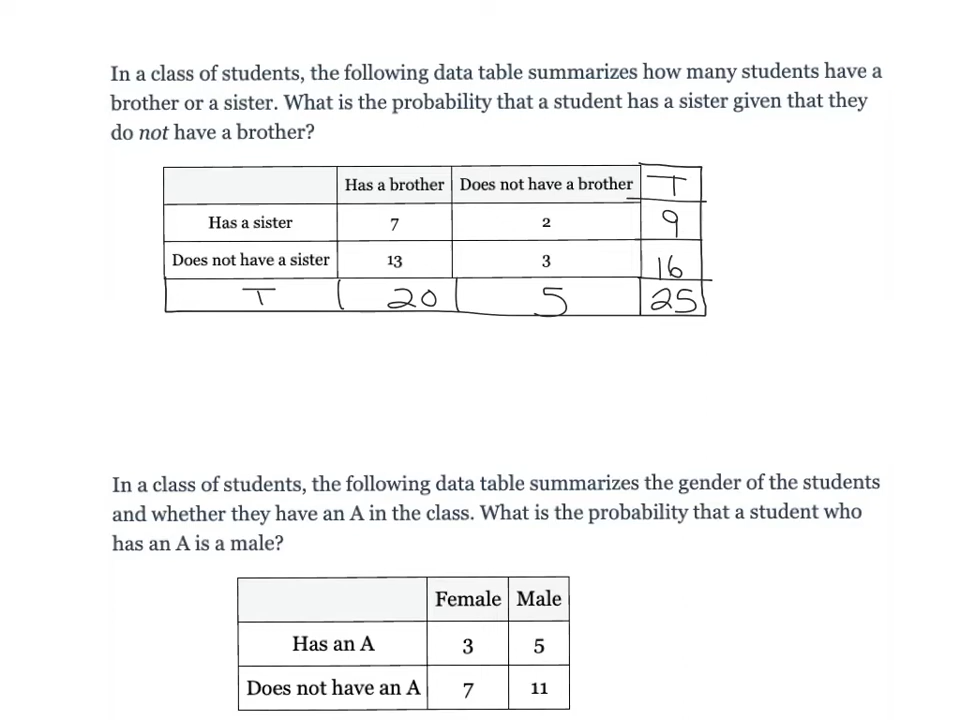 In a class of students, the following data table summarizes how many students have a
brother or a sister. What is the probability that a student has a sister given that they
do not have a brother?
Has a brother Does not have a brother T
Has a sister 7 2 9
Does not have a sister 13 3 16
T 20 5 25
In a class of students, the following data table summarizes the gender of the students
and whether they have an A in the class. What is the probability that a student who
has an A is a male?
Female Male
Has an A 3 5
Does not have an A 7 11